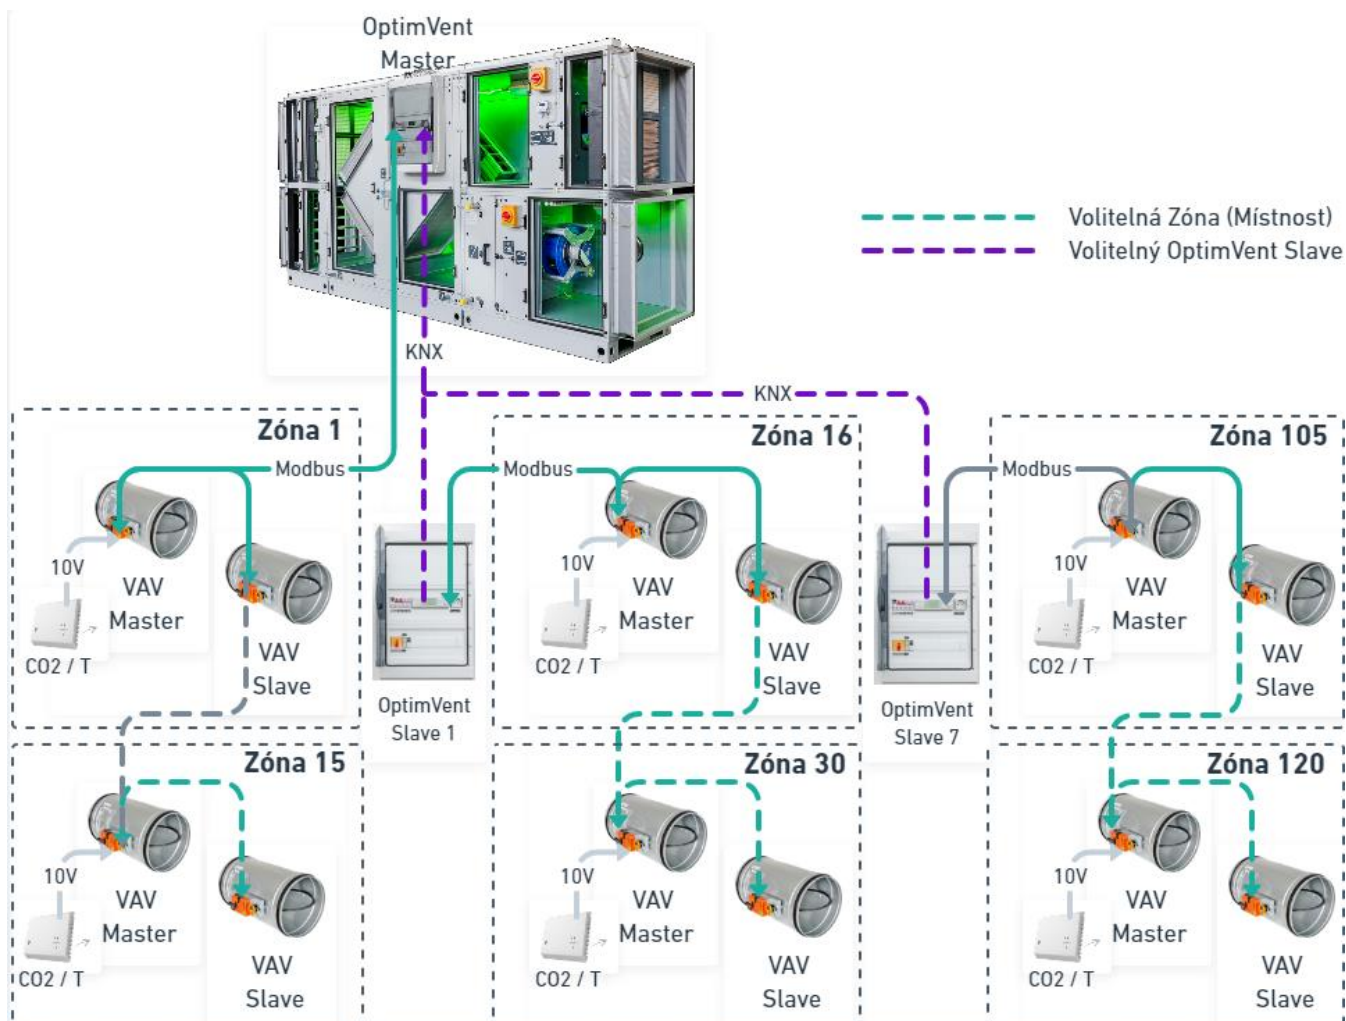 OptimVent
Master
Volitelná Zóna (Místnost)
Volitelný OptimVent Slave
KNX
KNX
Zóna 1
Modbus
10V
VAV
Master
CO2 / T
VAV
Slave
OptimVent
Slave 1
Zóna 16
Modbus
10V
VAV
Master
CO2 / T
VAV
Slave
OptimVent
Slave 7
Zóna 105
Modbus
10V
VAV
Master
CO2 / T
VAV
Slave
Zóna 15
10V
VAV
Master
CO2 / T
VAV
Slave
Zóna 30
10V
VAV
Master
CO2 / T
VAV
Slave
Zóna 120
10V
VAV
Master
CO2 / T
VAV
Slave